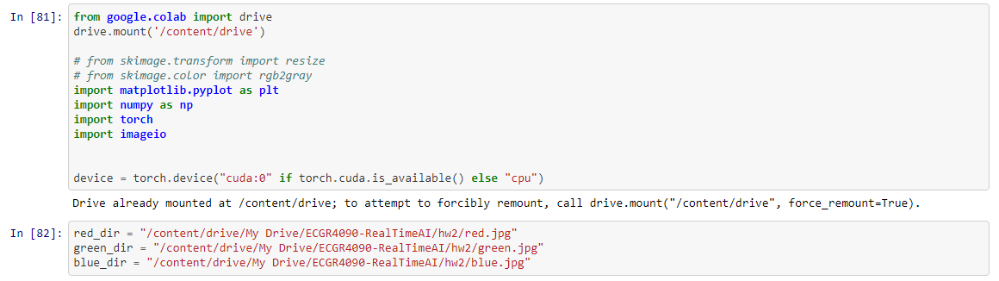 In [81]:
from google.colab import drive
drive.mount('/content/drive')
# from skimage.transform import resize
# from skimage.color import rgb2gray
import matplotlib.pyplot as plt
import numpy as np
import torch
import imageio
device = torch.device("cuda:0" if torch.cuda.is_available() else "cpu")
Drive already mounted at /content/drive; to attempt to forcibly remount, call drive.mount("/content/drive", force_remount=True).
In [82]:
red_dir = "/content/drive/My Drive/ECGR4090-RealTimeAI/hw2/red.jpg"
green_dir = "/content/drive/My Drive/ECGR4090-RealTimeAI/hw2/green.jpg"
blue_dir = "/content/drive/My Drive/ECGR4090-RealTimeAI/hw2/blue.jpg"